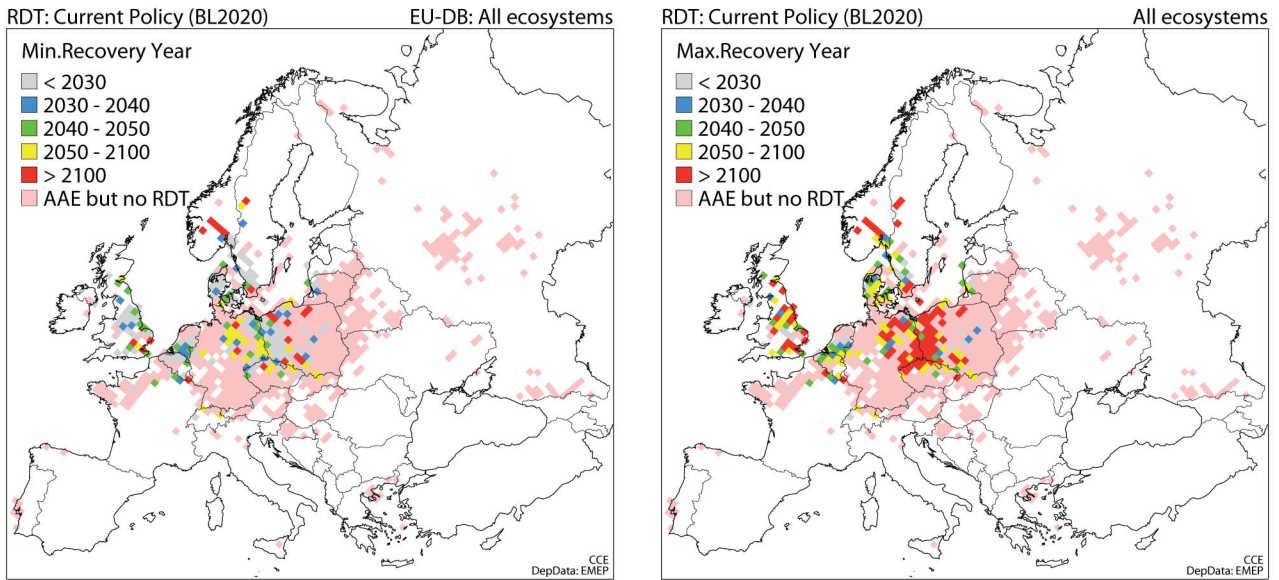 RDT: Current Policy (BL2020) EU-DB: All ecosystems
Min.Recovery Year
< 2030
2030 - 2040
2040 - 2050
2050 - 2100
> 2100
AAE but no RDT
CCE
DepData: EMEP
RDT: Current Policy (BL2020) All ecosystems
Max.Recovery Year
< 2030
2030 - 2040
2040 - 2050
2050 - 2100
> 2100
AAE but no RDT
CCE
DepData: EMEP